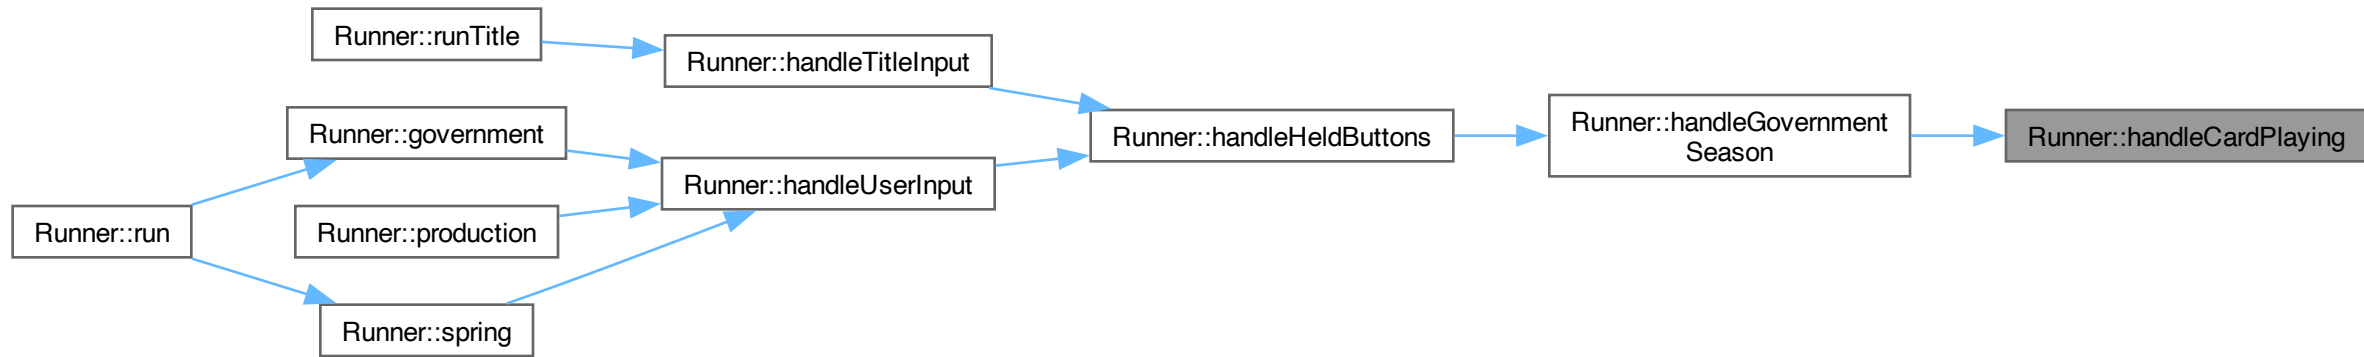 Runner::runTitle
Runner::handleTitleInput
Runner::government
Runner::handleHeldButtons
Runner::handleGovernment
Season
Runner::handleCardPlaying
Runner::handleUserInput
Runner::run
Runner::production
Runner::spring